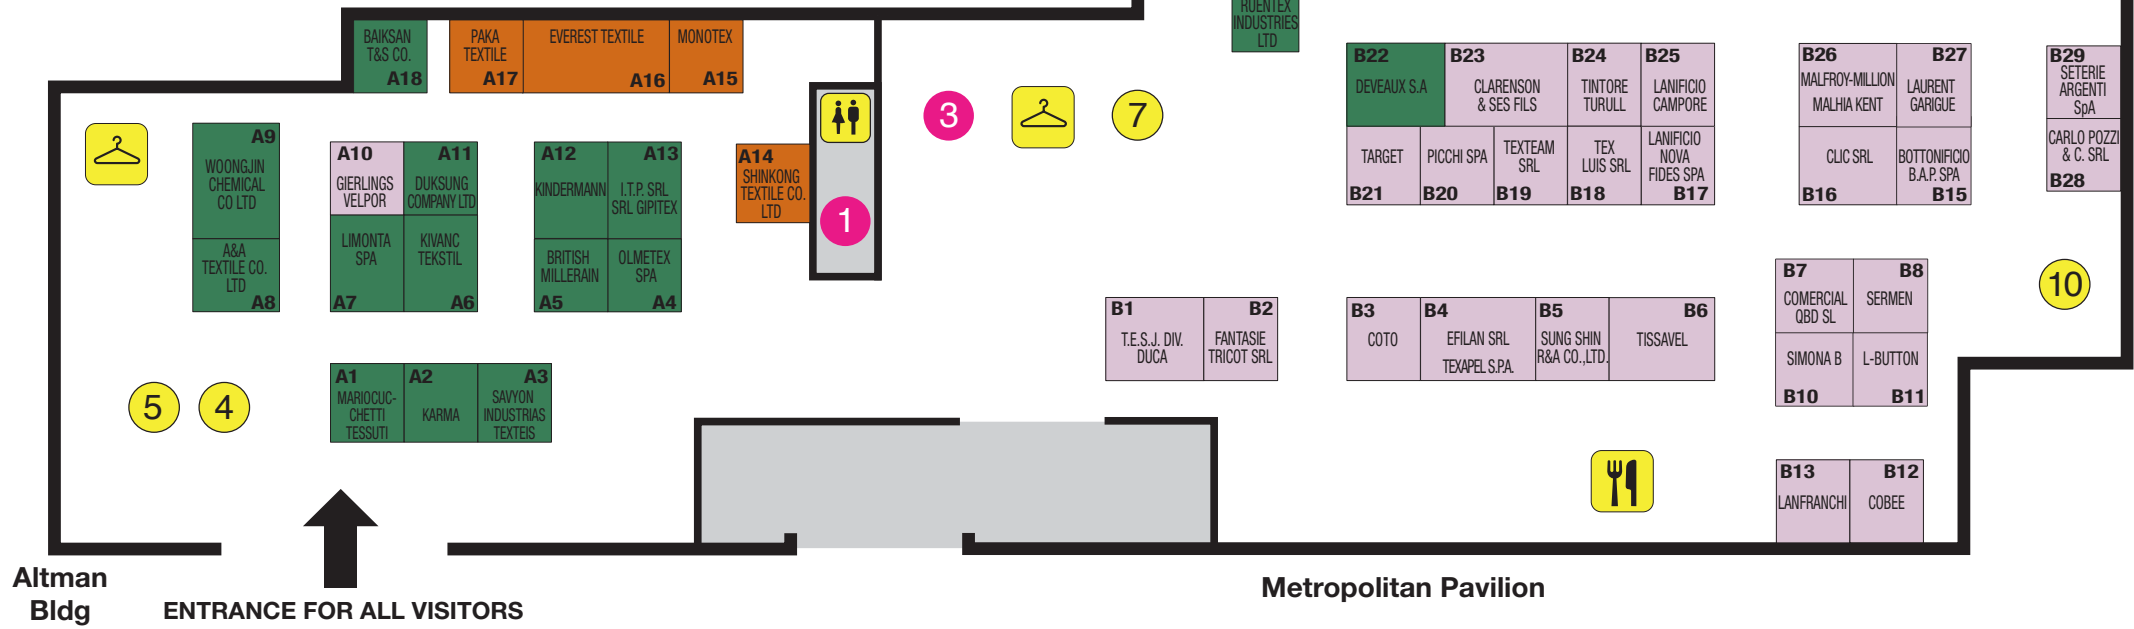 BAIKSAN
T&S CO.
A18
PAKA
TEXTILE
A17
EVEREST TEXTILE
A16
MONOTEX
A15
RUENTEX
INDUSTRIES
LTD
A9
WOONGJIN
CHEMICAL
CO LTD
A&A
TEXTILE CO.
LTD
A8
A10
GIERLINGS
VELPOR
A11
DUKSUNG
COMPANY LTD
LIMONTA
SPA
A7
KIVANC
TEKSTIL
A6
A12
KINDERMANN
A13
I.T.P. SRL
SRL GIPITEX
BRITISH
MILLERAIN
A5
OLMETEX
SPA
A4
A14
SHINKONG
TEXTILE CO.
LTD
1
3
7
B22
DEVEAUX S.A
B23
CLARENSON
& SES FILS
B24
TINTORE
TURULL
B25
LANIFICIO
CAMPORE
TARGET
B21
PICCHI SPA
B20
TEXTEAM
SRL
B19
TEX
LUIS SRL
B18
LANIFICIO
NOVA
FIDES SPA
B17
B26
MALFROY-MILLION
MALHIA KENT
B27
LAURENT
GARIGUE
CLIC SRL
B16
BOTTONIFICIO
B.A.P. SPA
B15
B29
SETERIE
ARGENTI
SpA
CARLO POZZI
& C. SRL
B28
10
B1
T.E.S.J. DIV.
DUCA
B2
FANTASIE
TRICOT SRL
B3
COTO
B4
EFILAN SRL
TEXAPEL S.P.A.
B5
SUNG SHIN
R&A CO.,LTD.
B6
TISSAVEL
B7
COMERCIAL
QBD SL
B8
SERMEN
SIMONA B
B10
L-BUTTON
B11
5
4
A1
MARIOCUC-
CHETTI
TESSUTI
A2
KARMA
A3
SAVYON
INDUSTRIAS
TEXTEIS
B13
LANFRANCHI
B12
COBEE
Altman
Bldg
ENTRANCE FOR ALL VISITORS
Metropolitan Pavilion